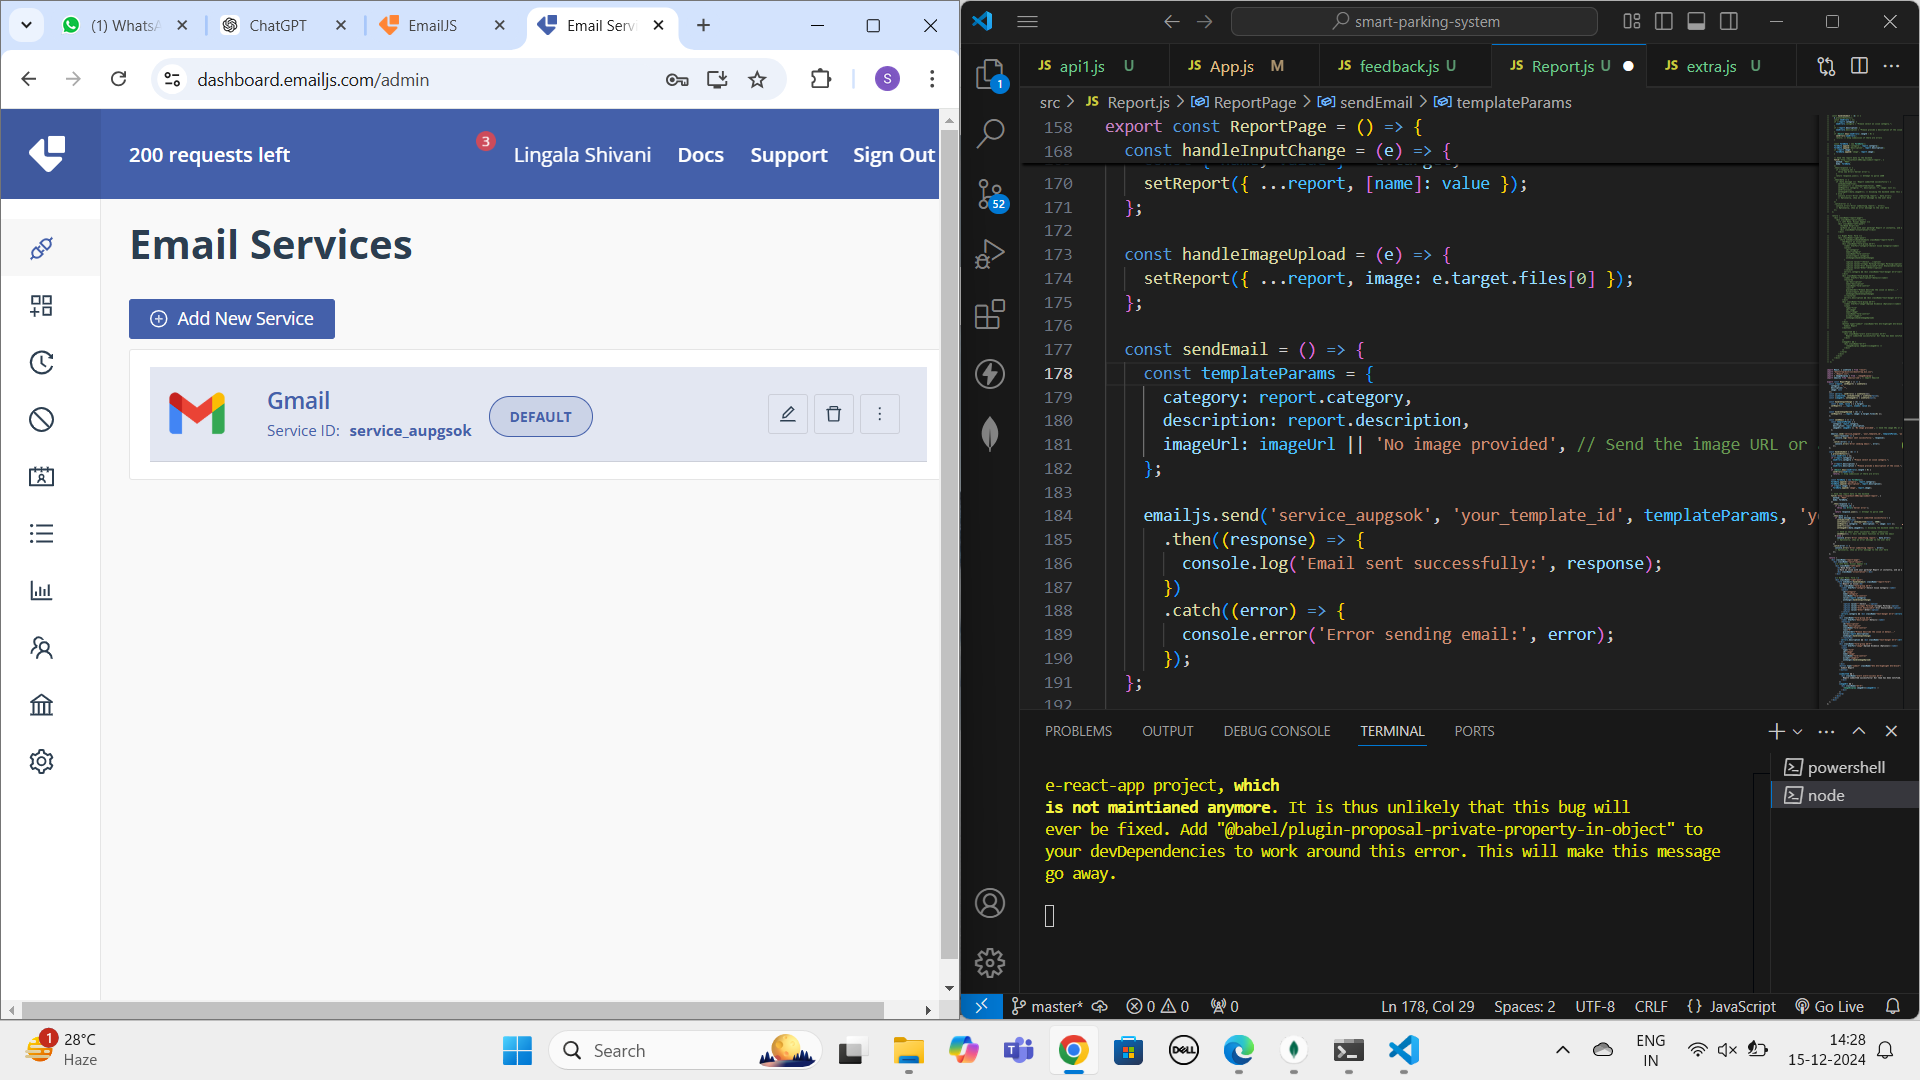 (1) WhatsA
ChatGPT
EmailJS
Email Serv
dashboard.emailjs.com/admin
S
200 requests left
3
Lingala Shivani
Docs
Support
Sign Out
Email Services
Add New Service
Gmail
Service ID: service_aupgsok
DEFAULT
smart-parking-system
JS api1.js U
JS App.js M
JS feedback.js U
JS Report.js U
JS extra.js U
src > JS Report.js > ReportPage > sendEmail > templateParams
1
52
158 export const ReportPage = () => {
168 const handleInputChange = (e) => {
170 setReport({ ...report, [name]: value });
171 };
172
173 const handleImageUpload = (e) => {
174 setReport({ ...report, image: e.target.files[0] });
175 };
176
177 const sendEmail = () => {
178 const templateParams = {
179 category: report.category,
180 description: report.description,
181 imageUrl: imageUrl || 'No image provided', // Send the image URL or
182 };
183
184 emailjs.send('service_aupgsok', 'your_template_id', templateParams, 'y
185 .then((response) => {
186 console.log('Email sent successfully:', response);
187 })
188 .catch((error) => {
189 console.error('Error sending email:', error);
190 });
191 };
192
PROBLEMS
OUTPUT
DEBUG CONSOLE
TERMINAL
PORTS
powershell
node
e-react-app project, which
is not maintianed anymore. It is thus unlikely that this bug will
ever be fixed. Add "@babel/plugin-proposal-private-property-in-object" to
your devDependencies to work around this error. This will make this message
go away.
master*
0
0
0
Ln 178, Col 29
Spaces: 2
UTF-8
CRLF
{} JavaScript
Go Live
1
28°C
Haze
Search
DELL
ENG
IN
14:28
15-12-2024